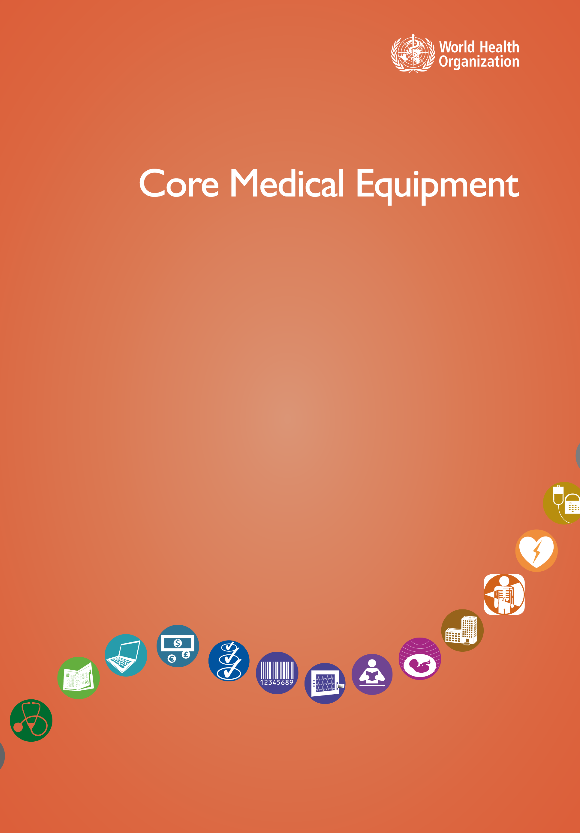 World Health
Organization
Core Medical Equipment
$
€ £
12345689